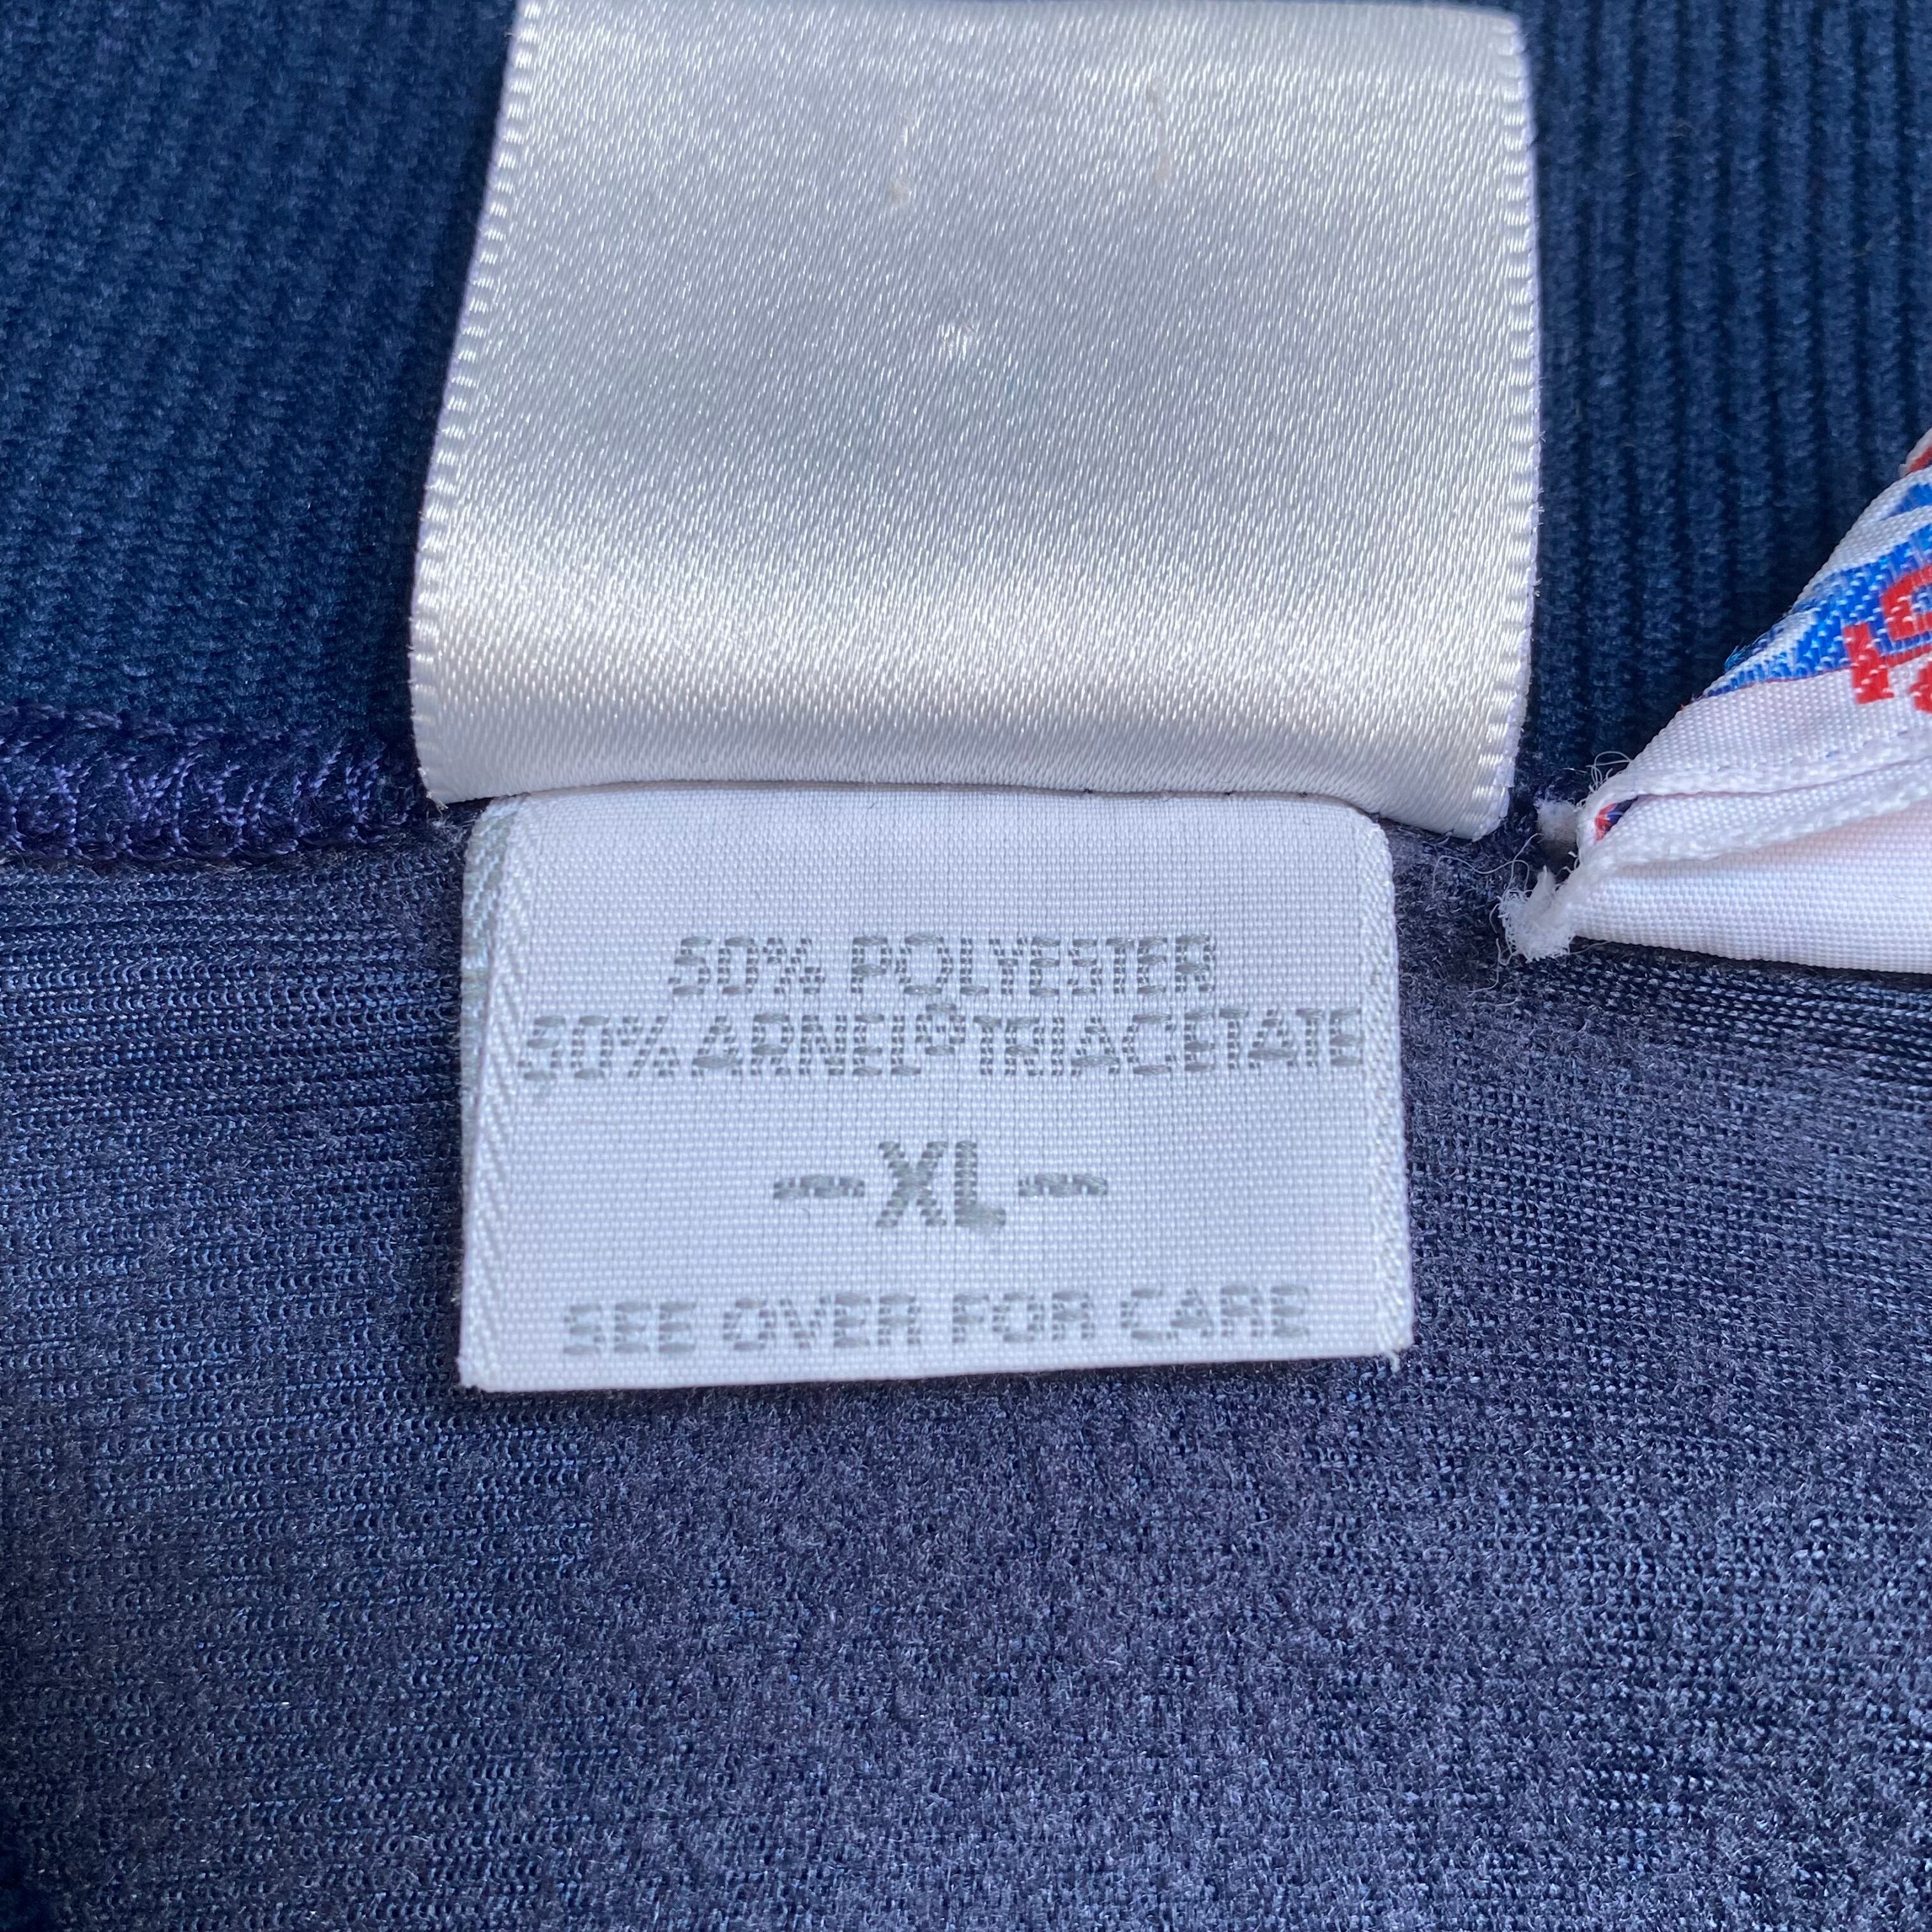 50% POLYESTER
50% ARNEL® TRIACETATE
-XL-
SEE OVER FOR CARE